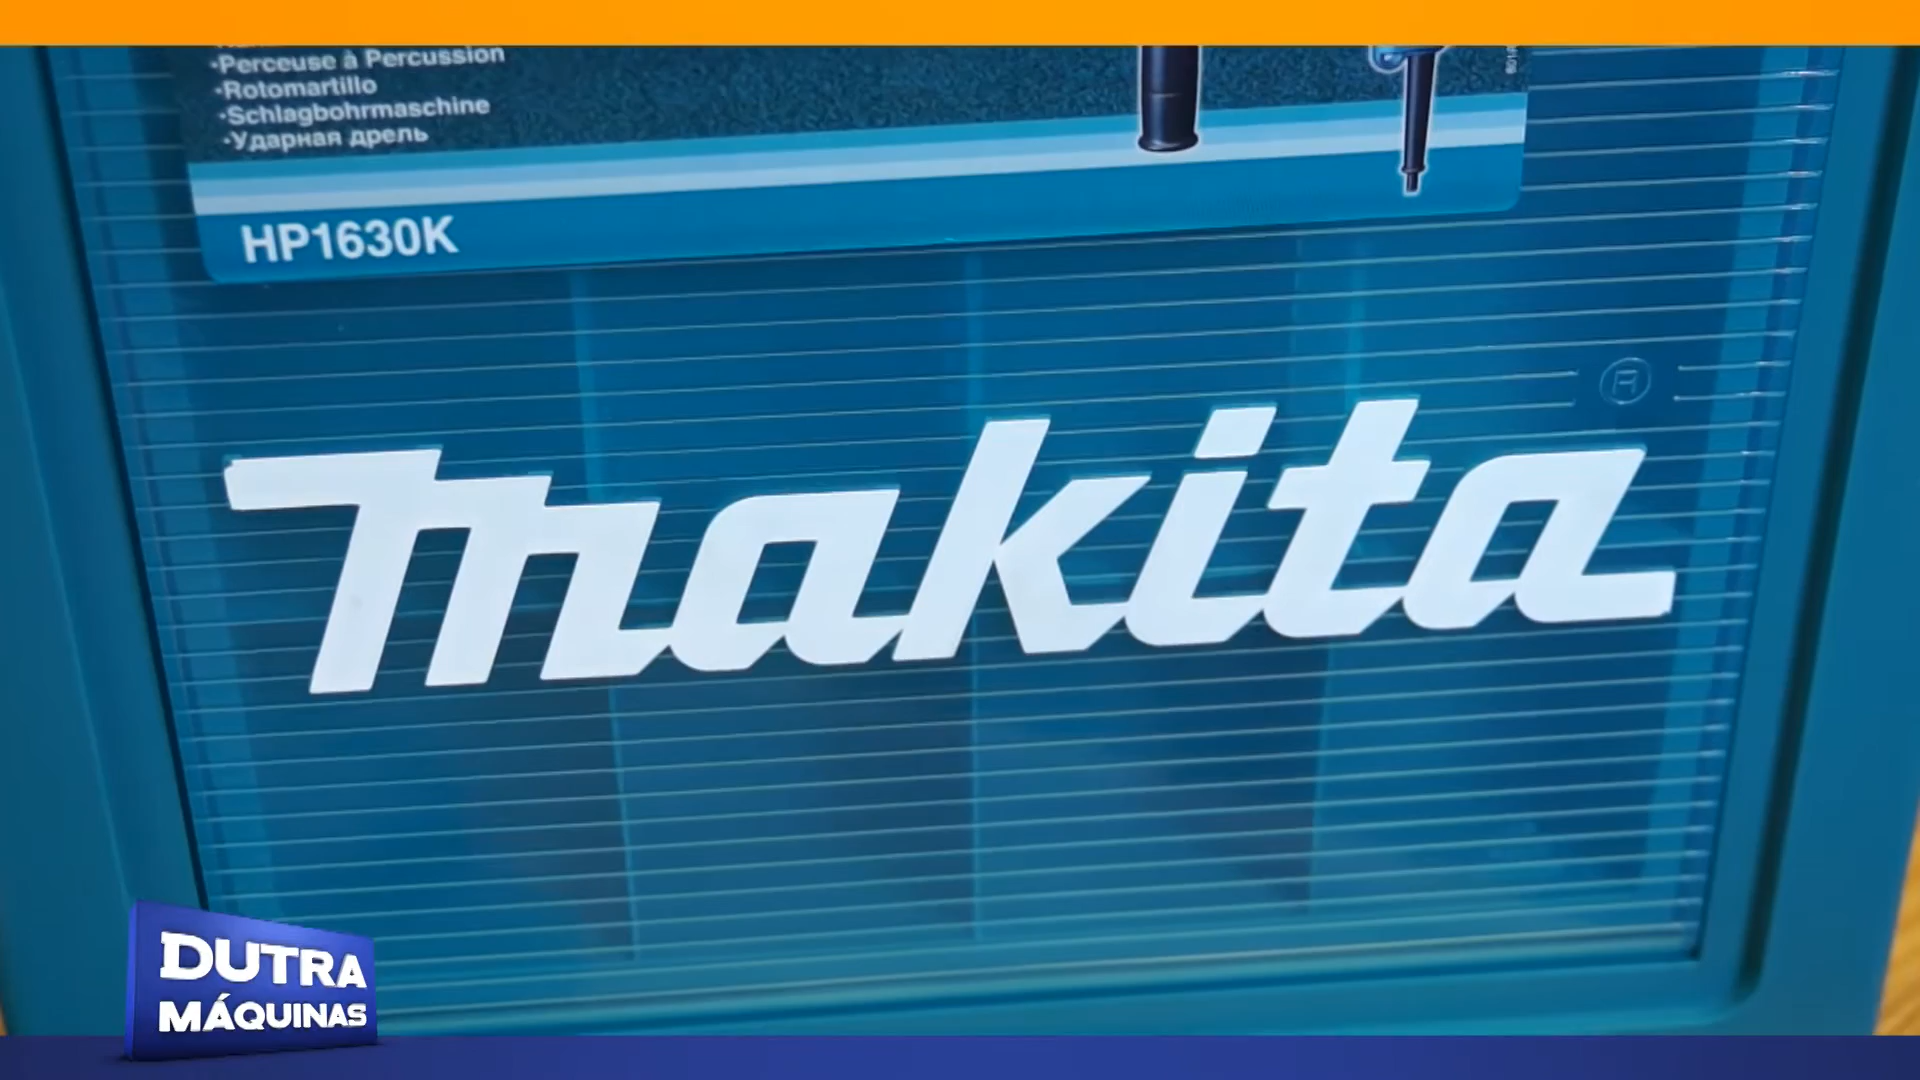 ·Perceuse à Percussion
·Rotomartillo
·Schlagbohrmaschine
·Ударная дрель
HP1630K
®
makita
DUTRA
MÁQUINAS